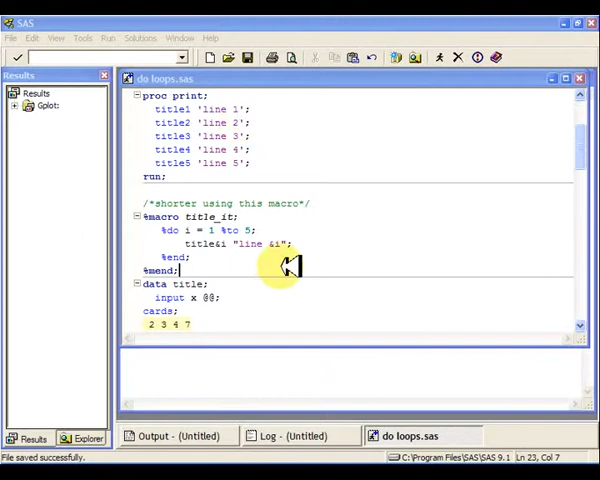 SAS
File Edit View Tools Run Solutions Window Help
Results
do loops.sas
Results
Gplot:
proc print;
title1 'line 1';
title2 'line 2';
title3 'line 3';
title4 'line 4';
title5 'line 5';
run;
/*shorter using this macro*/
%macro title_it;
%do i = 1 %to 5;
title&i "line &i";
%end;
%mend;
data title;
input x @@;
cards;
2 3 4 7
Results
Explorer
Output - (Untitled)
Log - (Untitled)
do loops.sas
File saved successfully.
C:\Program Files\SAS\SAS 9.1
Ln 23, Col 7